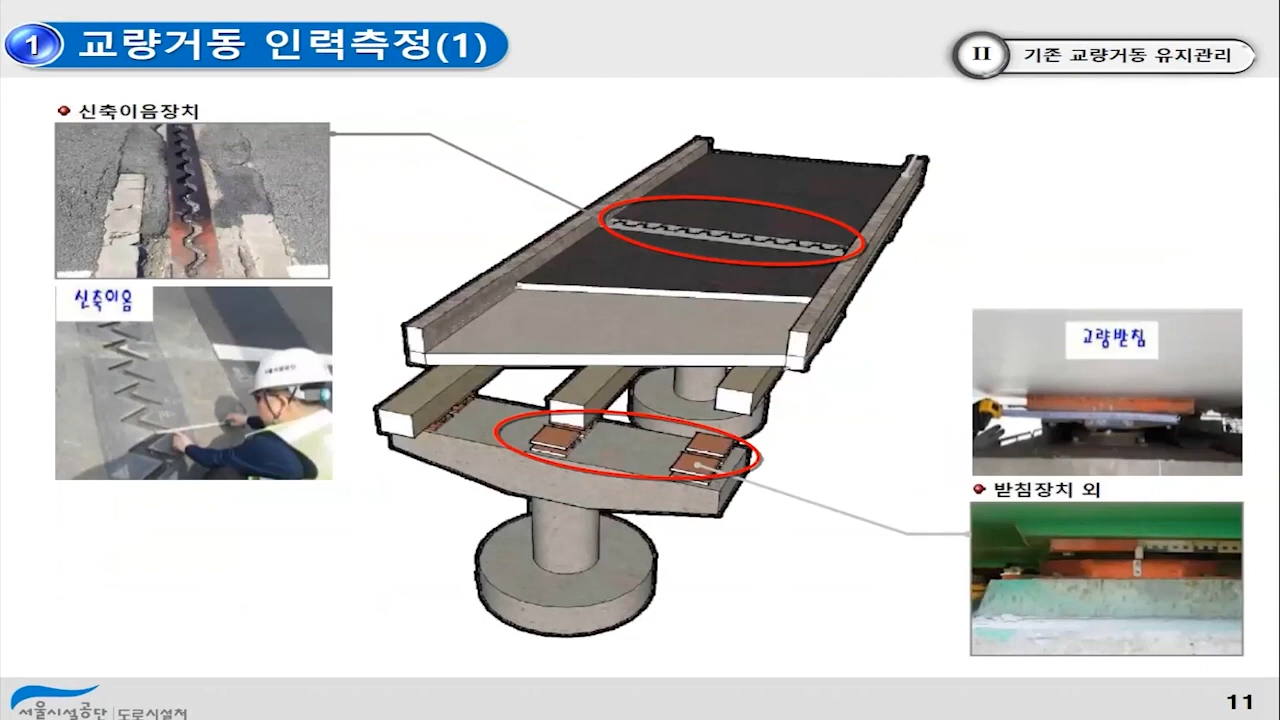 1 교량거동 인력측정(1)
II 기존 교량거동 유지관리
신축이음장치
신축이음
교량받침
받침장치 외
서울시설공단 도로시설처
11